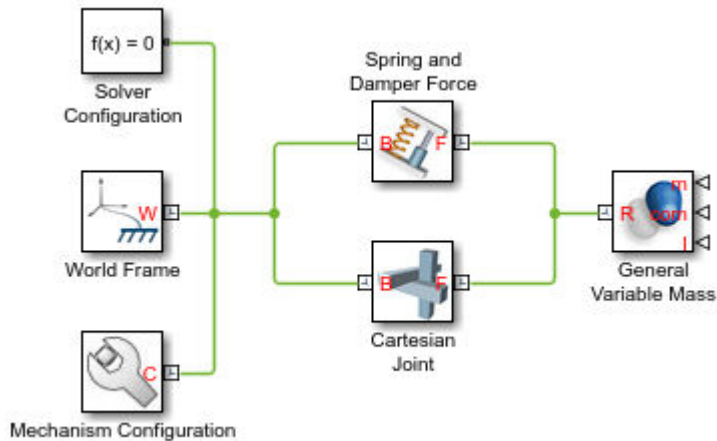 f(x) = 0
Solver
Configuration
Spring and
Damper Force
B F
W
World Frame
R m
com
I
General
Variable Mass
B F
Cartesian
Joint
C
Mechanism Configuration